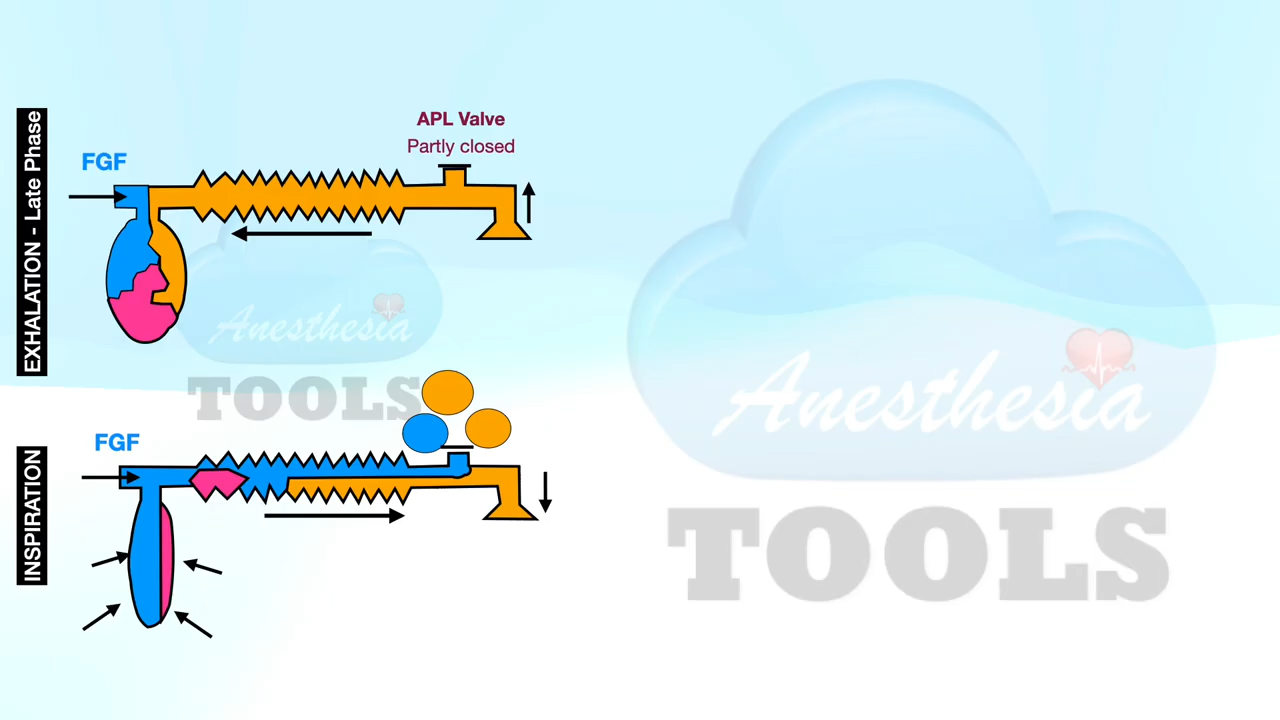 EXHALATION - Late Phase
APL Valve
Partly closed
FGF
Anesthesia
TOOLS
FGF
INSPIRATION
Anesthesia
TOOLS